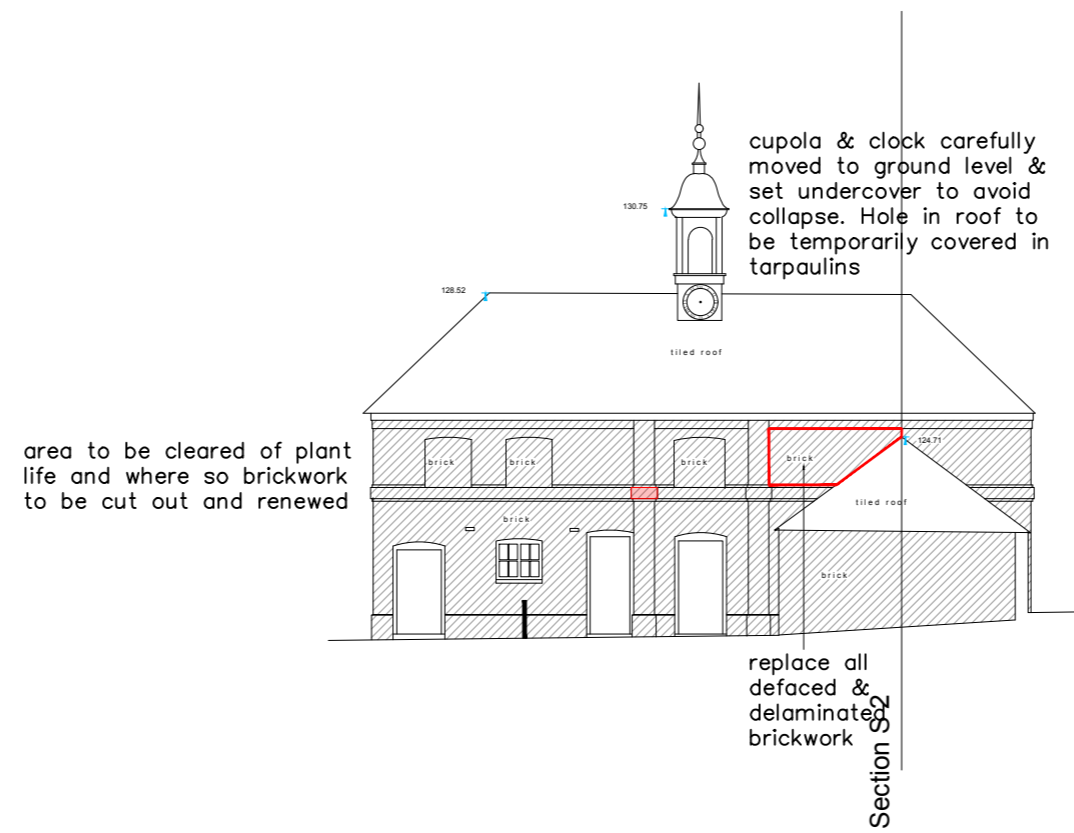 cupola & clock carefully
moved to ground level &
set undercover to avoid
collapse. Hole in roof to
be temporarily covered in
tarpaulins
130.75
128.52
tiled roof
area to be cleared of plant
life and where so brickwork
to be cut out and renewed
124.71
brick
brick
brick
brick
tiled roof
brick
brick
replace all
defaced &
delaminated
brickwork
Section S 2